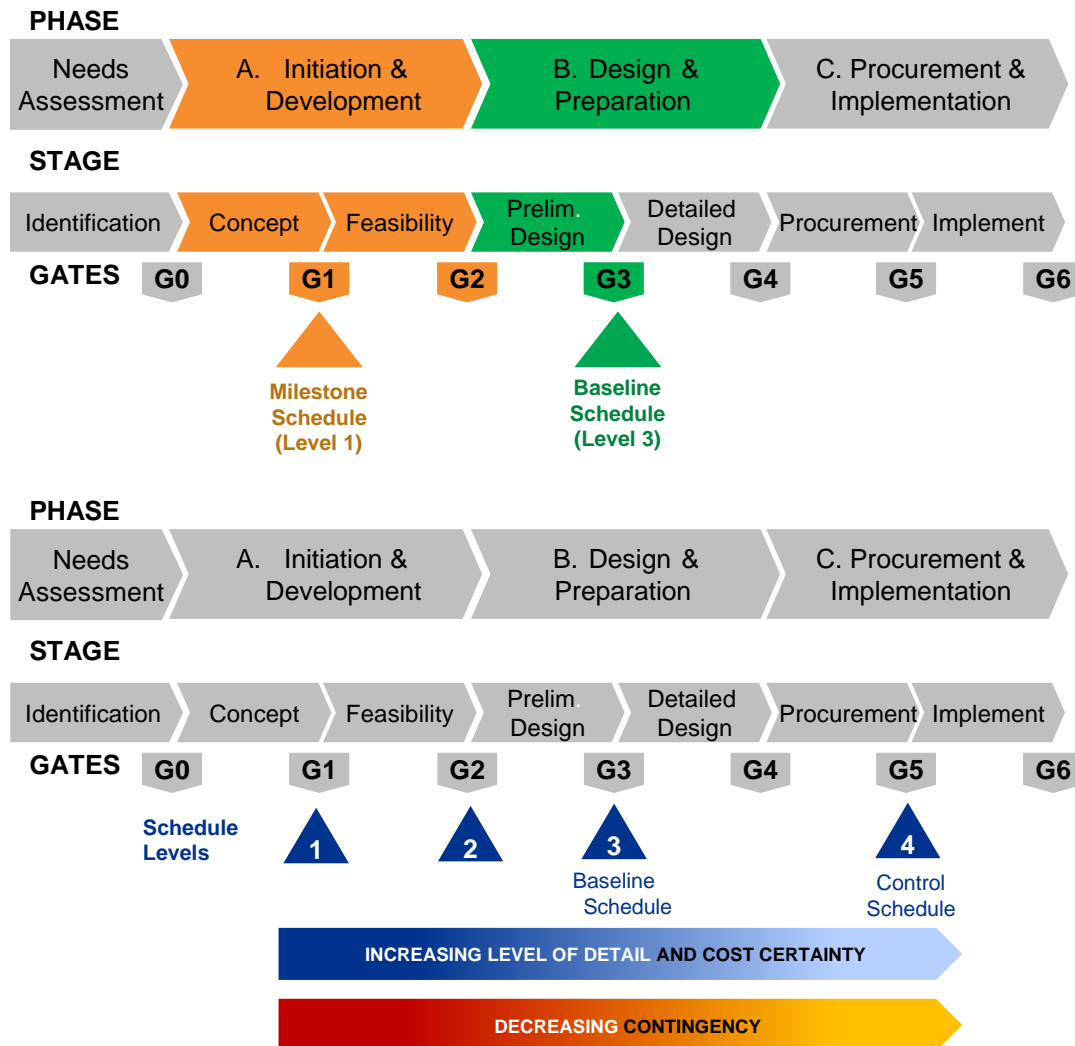 PHASE
Needs
Assessment
A. Initiation &
Development
B. Design &
Preparation
C. Procurement &
Implementation
STAGE
Identification
Concept
Feasibility
Prelim.
Design
Detailed
Design
Procurement
Implement
GATES
G0
G1
G2
G3
G4
G5
G6
Milestone
Schedule
(Level 1)
Baseline
Schedule
(Level 3)
PHASE
Needs
Assessment
A. Initiation &
Development
B. Design &
Preparation
C. Procurement &
Implementation
STAGE
Identification
Concept
Feasibility
Prelim.
Design
Detailed
Design
Procurement
Implement
GATES
G0
G1
G2
G3
G4
G5
G6
Schedule
Levels
1
2
3
4
Baseline
Schedule
Control
Schedule
INCREASING LEVEL OF DETAIL AND COST CERTAINTY
DECREASING CONTINGENCY